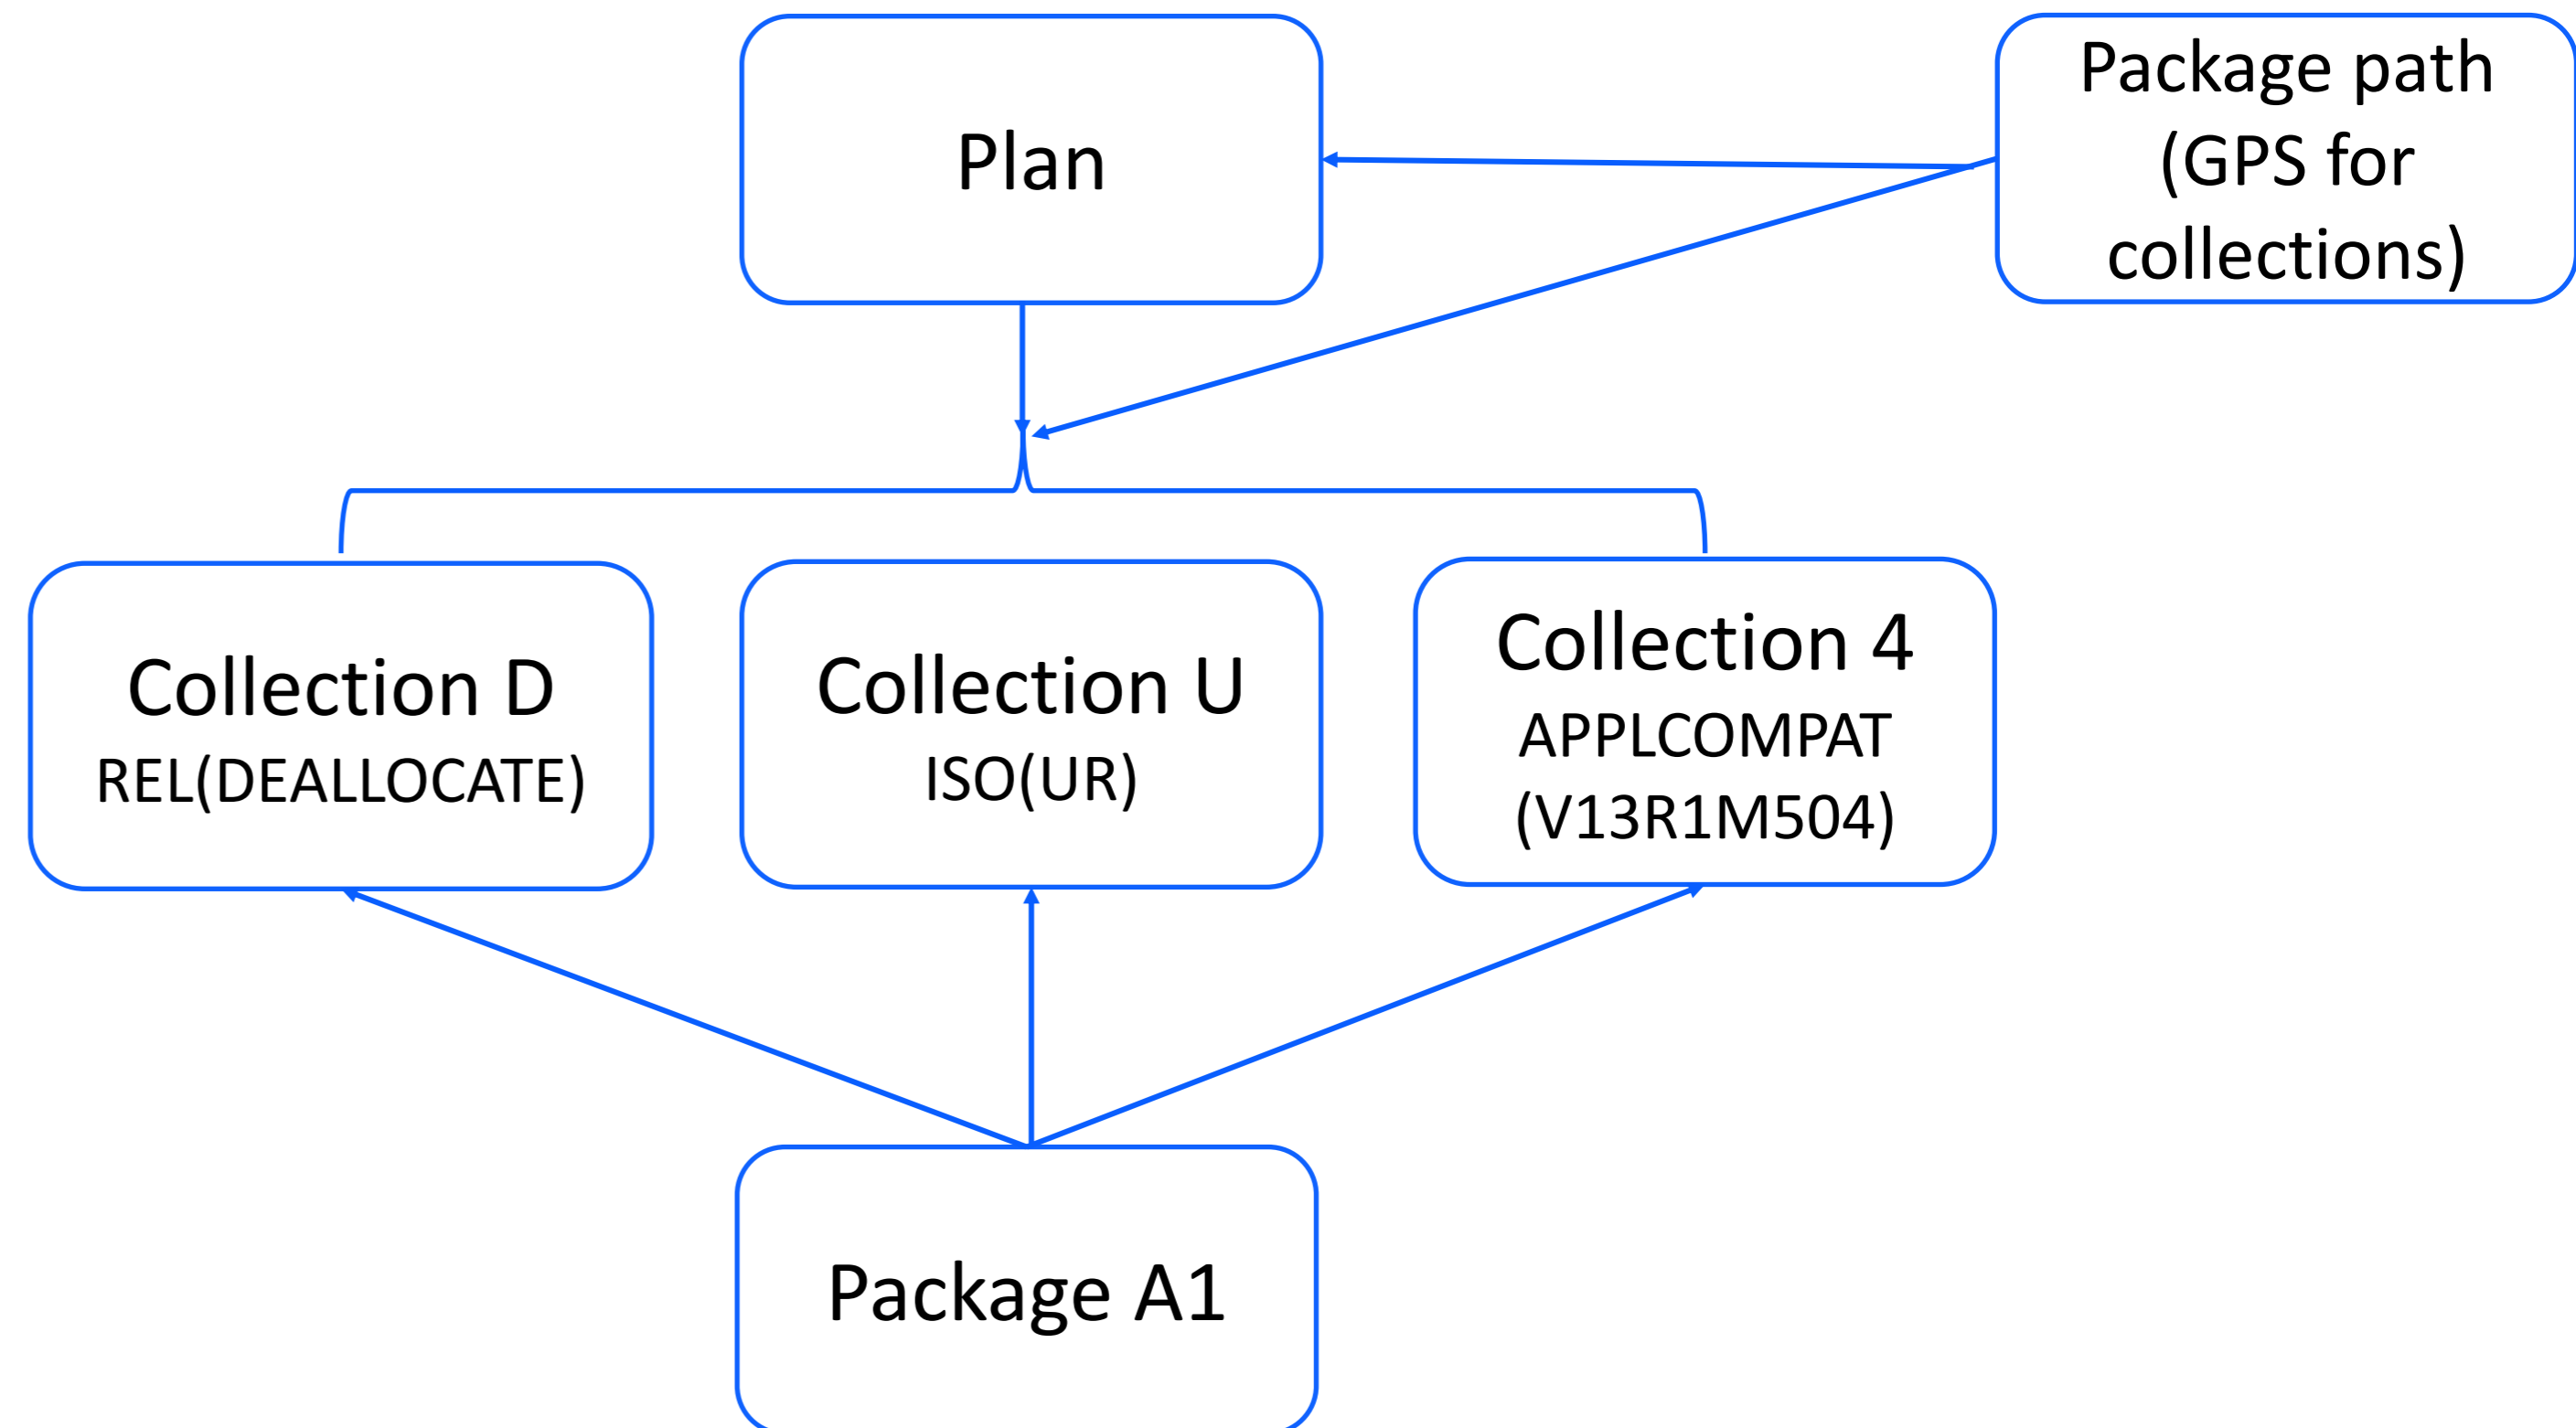 Plan
Package path
(GPS for
collections)
Collection D
REL(DEALLOCATE)
Collection U
ISO(UR)
Collection 4
APPLCOMPAT
(V13R1M504)
Package A1